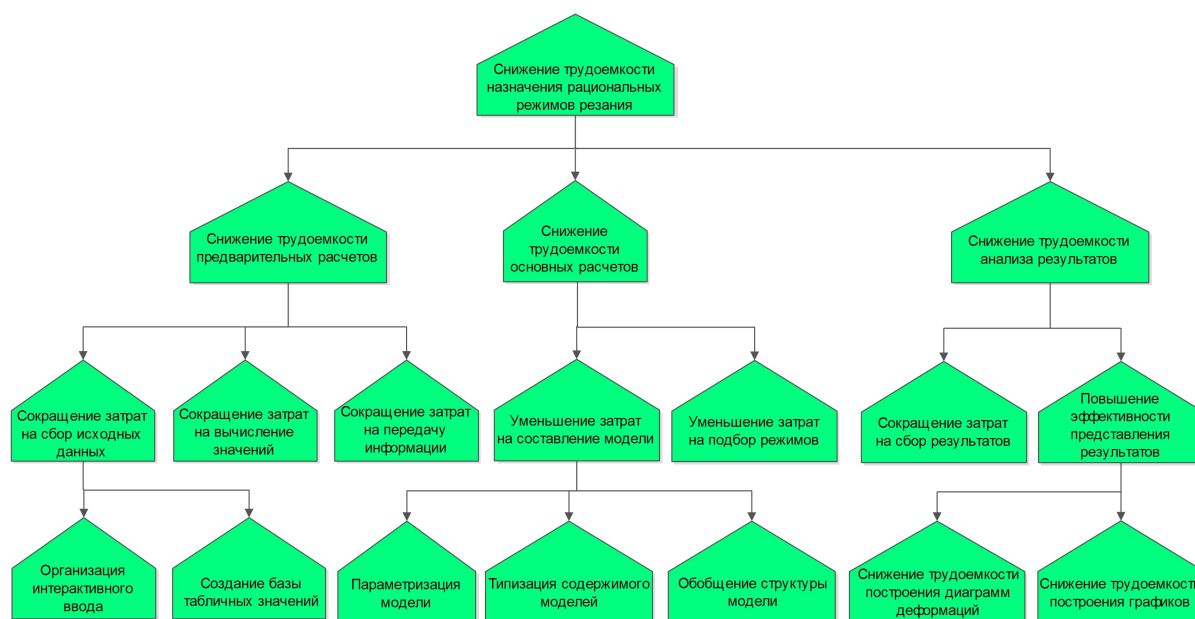 Снижение трудоемкости
назначения рациональных
режимов резания
Снижение трудоемкости
предварительных расчетов
Снижение
трудоемкости
основных расчетов
Снижение трудоемкости
анализа результатов
Сокращение затрат
на сбор исходных
данных
Сокращение затрат
на вычисление
значений
Сокращение затрат
на передачу
информации
Уменьшение затрат
на составление модели
Уменьшение затрат
на подбор режимов
Сокращение затрат
на сбор результатов
Повышение
эффективности
представления
результатов
Организация
интерактивного
ввода
Создание базы
табличных значений
Параметризация
модели
Типизация содержимого
моделей
Обобщение структуры
модели
Снижение трудоемкости
построения диаграмм
деформаций
Снижение трудоемкости
построения графиков